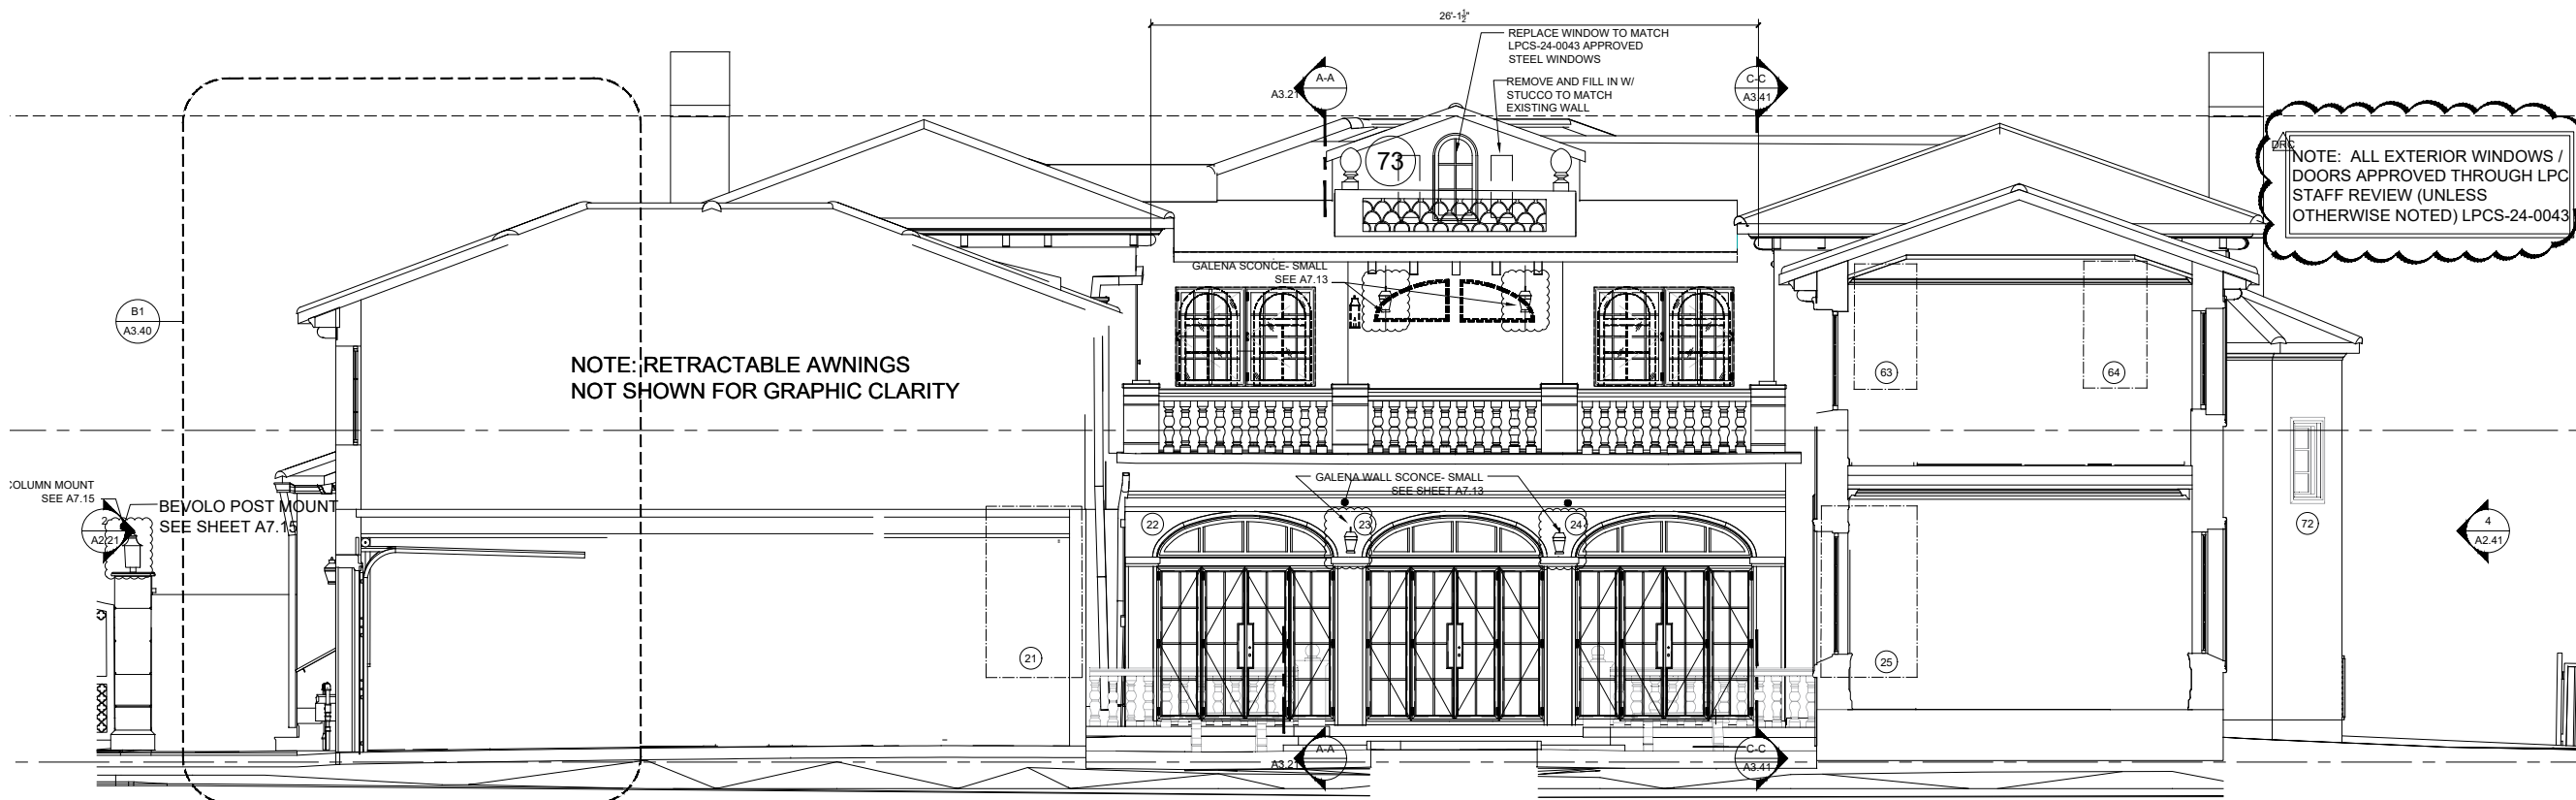 26'-1½"
REPLACE WINDOW TO MATCH
LPCS-24-0043 APPROVED
STEEL WINDOWS
REMOVE AND FILL IN W/
STUCCO TO MATCH
EXISTING WALL
A-A
A3.21
C-C
A3.41
73
DRC
NOTE: ALL EXTERIOR WINDOWS /
DOORS APPROVED THROUGH LPC
STAFF REVIEW (UNLESS
OTHERWISE NOTED) LPCS-24-0043
GALENA SCONCE- SMALL
SEE A7.13
B1
A3.40
NOTE: RETRACTABLE AWNINGS
NOT SHOWN FOR GRAPHIC CLARITY
63
64
COLUMN MOUNT
SEE A7.15
BEVOLO POST MOUNT
SEE SHEET A7.15
2
A2.21
GALENA WALL SCONCE- SMALL
SEE SHEET A7.13
22
23
24
72
4
A2.41
21
25
A-A
A3.21
C-C
A3.41